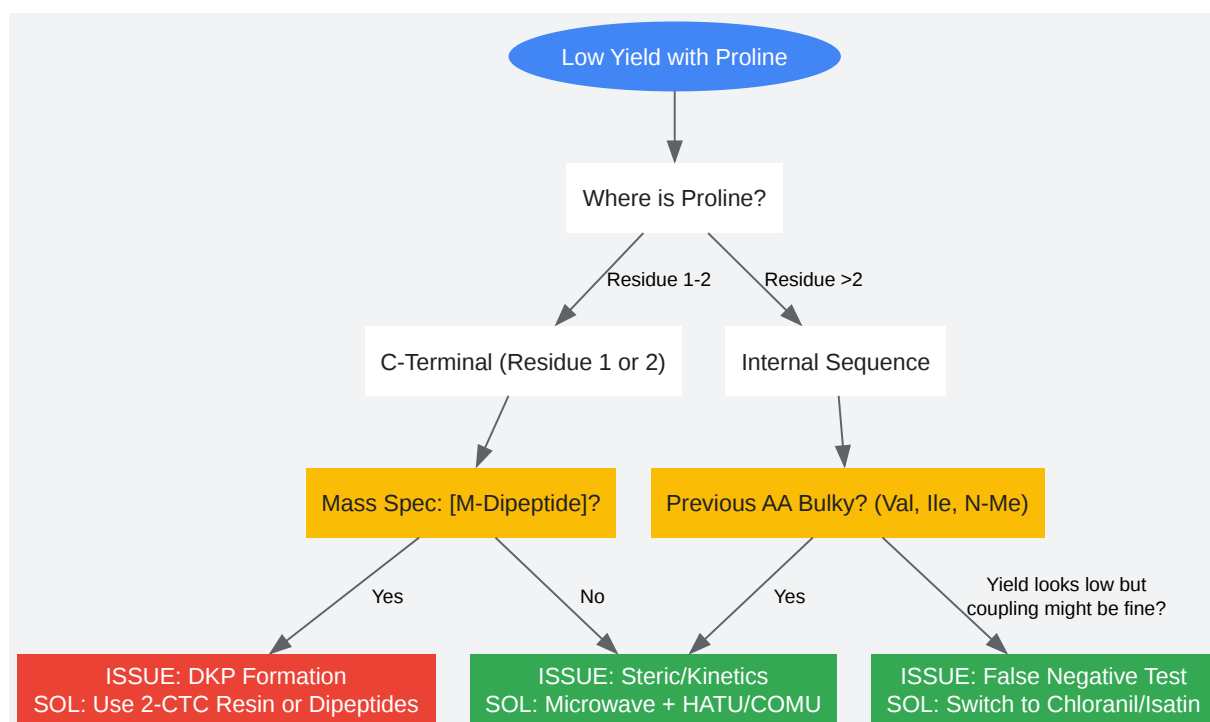 Low Yield with Proline
Where is Proline?
Residue 1-2
Residue >2
C-Terminal (Residue 1 or 2)
Internal Sequence
Mass Spec: [M-Dipeptide]?
Previous AA Bulky? (Val, Ile, N-Me)
Yes
No
Yes
Yield looks low but
coupling might be fine?
ISSUE: DKP Formation
SOL: Use 2-CTC Resin or Dipeptides
ISSUE: Steric/Kinetics
SOL: Microwave + HATU/COMU
ISSUE: False Negative Test
SOL: Switch to Chloranil/Isatin